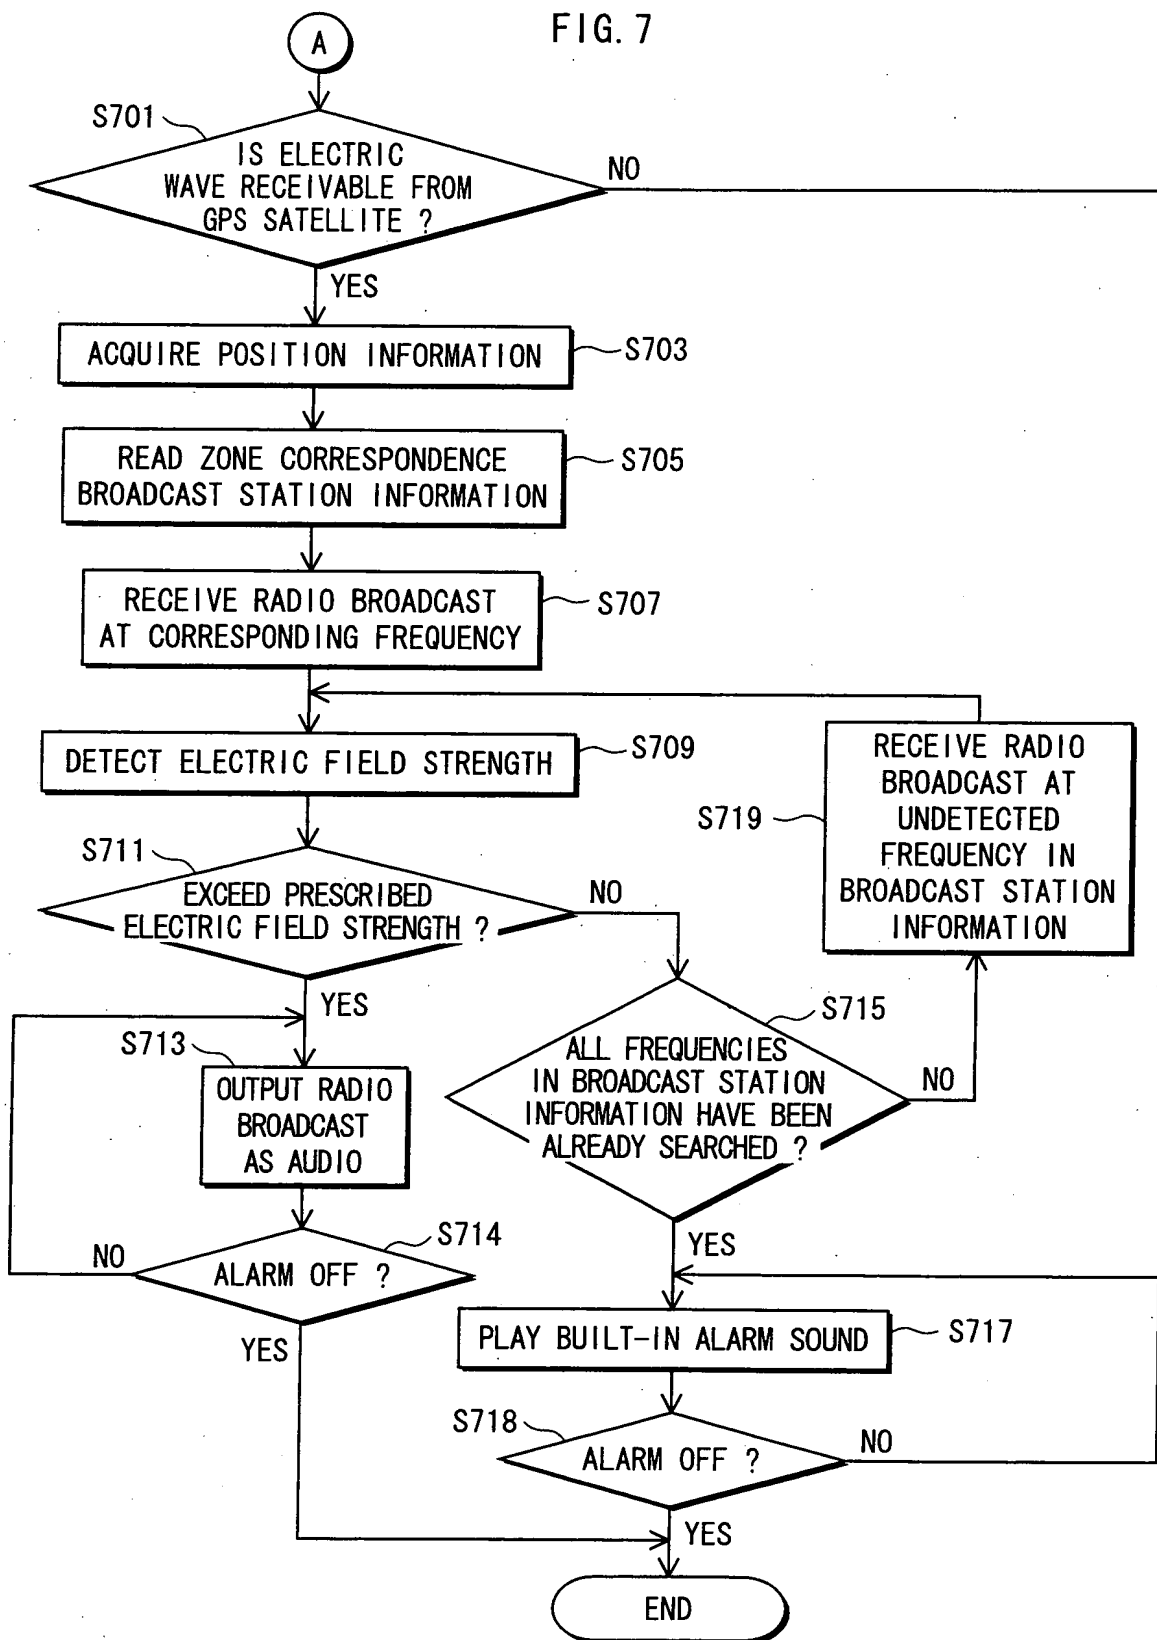 FIG. 7
A
S701
IS ELECTRIC
WAVE RECEIVABLE FROM
GPS SATELLITE ?
NO
YES
ACQUIRE POSITION INFORMATION
S703
READ ZONE CORRESPONDENCE
BROADCAST STATION INFORMATION
S705
RECEIVE RADIO BROADCAST
AT CORRESPONDING FREQUENCY
S707
DETECT ELECTRIC FIELD STRENGTH
S709
S711
EXCEED PRESCRIBED
ELECTRIC FIELD STRENGTH ?
NO
YES
S719
RECEIVE RADIO
BROADCAST AT
UNDETECTED
FREQUENCY IN
BROADCAST STATION
INFORMATION
S713
OUTPUT RADIO
BROADCAST
AS AUDIO
S715
ALL FREQUENCIES
IN BROADCAST STATION
INFORMATION HAVE BEEN
ALREADY SEARCHED ?
NO
YES
S714
ALARM OFF ?
NO
YES
PLAY BUILT-IN ALARM SOUND
S717
S718
ALARM OFF ?
NO
YES
END